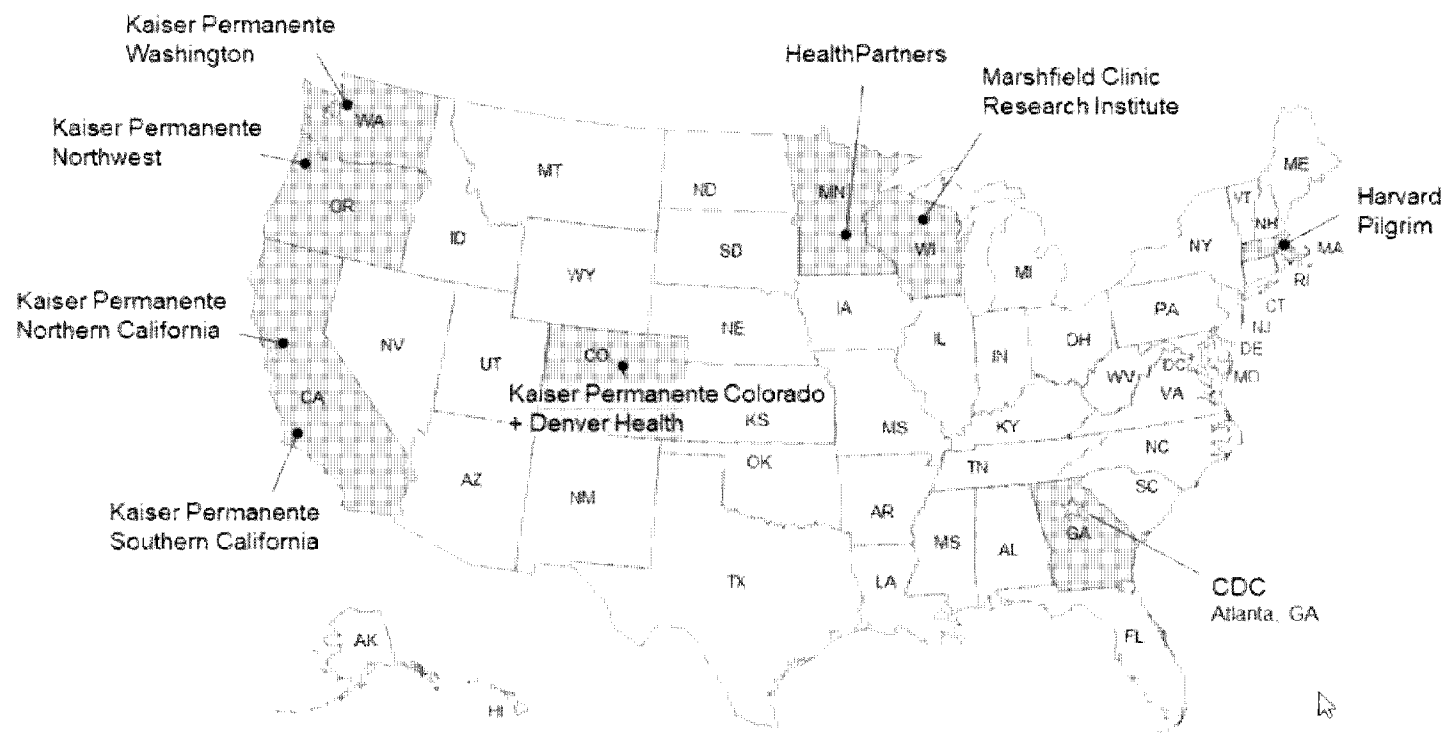 Kaiser Permanente
Washington
HealthPartners
Marshfield Clinic
Research Institute
Kaiser Permanente
Northwest
Harvard
Pilgrim
Kaiser Permanente
Northern California
Kaiser Permanente Colorado
+ Denver Health
Kaiser Permanente
Southern California
CDC
Atlanta, GA
WA
OR
CA
ID
NV
MT
WY
UT
AZ
CO
NM
ND
SD
NE
KS
OK
TX
MN
IA
MS
AR
LA
WI
IL
MI
IN
OH
KY
TN
MS
AL
GA
FL
SC
NC
VA
WV
DC
MD
DE
NJ
PA
NY
CT
RI
MA
VT
NH
ME
AK
HI